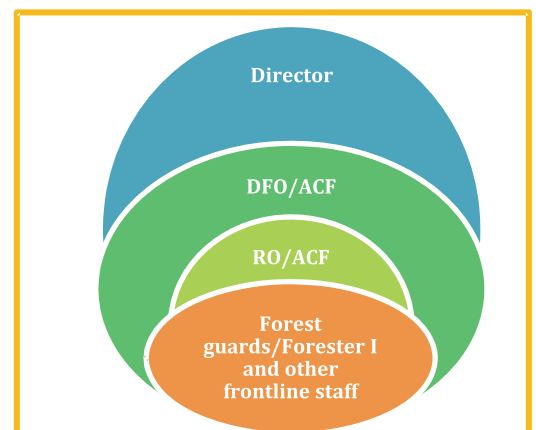 Director
DFO/ACF
RO/ACF
Forest
guards/Forester I
and other
frontline staff